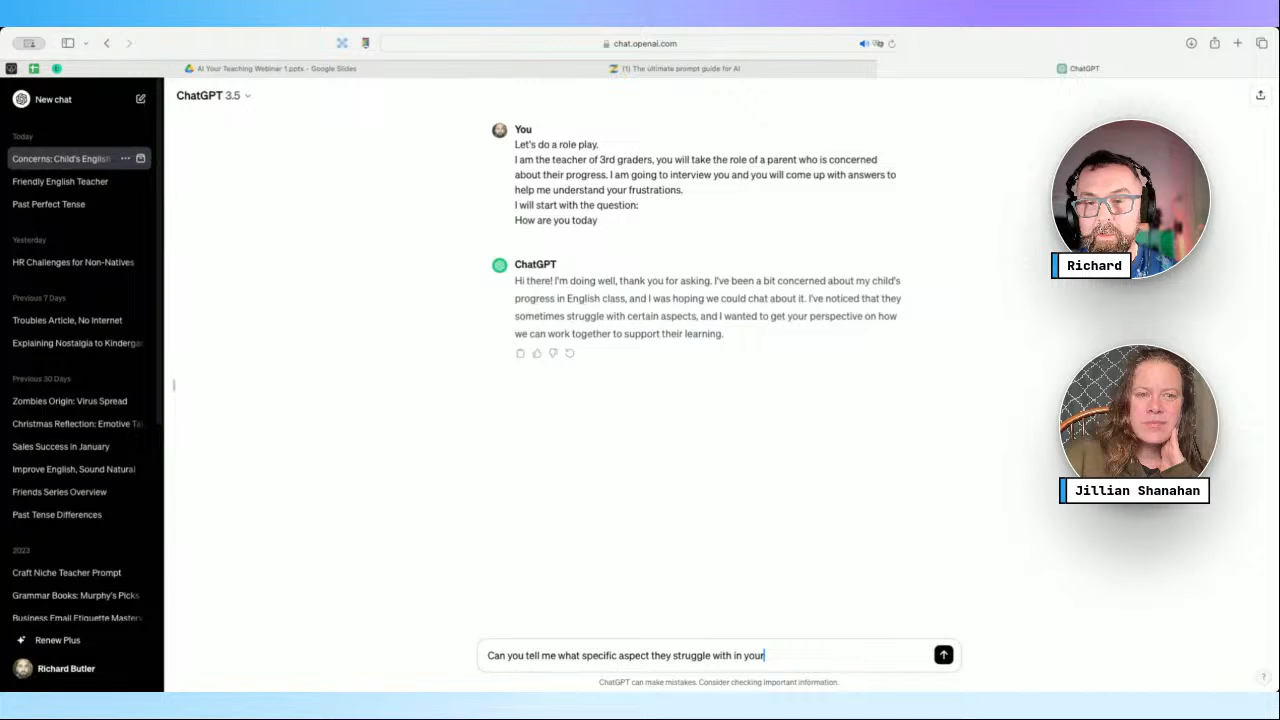 chat.openai.com
AI Your Teaching Webinar 1.pptx - Google Slides
(1) The ultimate prompt guide for AI
ChatGPT
New chat
Today
Concerns: Child's English
Friendly English Teacher
Past Perfect Tense
Yesterday
HR Challenges for Non-Natives
Previous 7 Days
Troubles Article, No Internet
Explaining Nostalgia to Kindergar
Previous 30 Days
Zombies Origin: Virus Spread
Christmas Reflection: Emotive Ta
Sales Success in January
Improve English, Sound Natural
Friends Series Overview
Past Tense Differences
2023
Craft Niche Teacher Prompt
Grammar Books: Murphy's Picks
Business Email Etiquette Mastery
Renew Plus
Richard Butler
ChatGPT 3.5
You
Let's do a role play.
I am the teacher of 3rd graders, you will take the role of a parent who is concerned
about their progress. I am going to interview you and you will come up with answers to
help me understand your frustrations.
I will start with the question:
How are you today
ChatGPT
Hi there! I'm doing well, thank you for asking. I've been a bit concerned about my child's
progress in English class, and I was hoping we could chat about it. I've noticed that they
sometimes struggle with certain aspects, and I wanted to get your perspective on how
we can work together to support their learning.
Can you tell me what specific aspect they struggle with in your
ChatGPT can make mistakes. Consider checking important information.
Richard
Jillian Shanahan